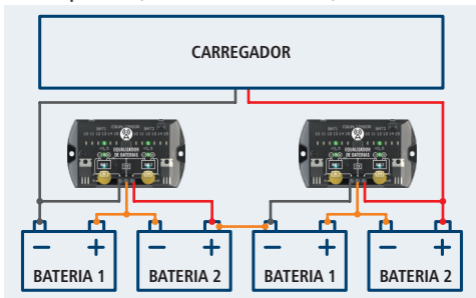 CARREGADOR
EQUALIZADOR
DE BATERIAS
EQUALIZADOR
DE BATERIAS
BATERIA 1
BATERIA 2
BATERIA 1
BATERIA 2